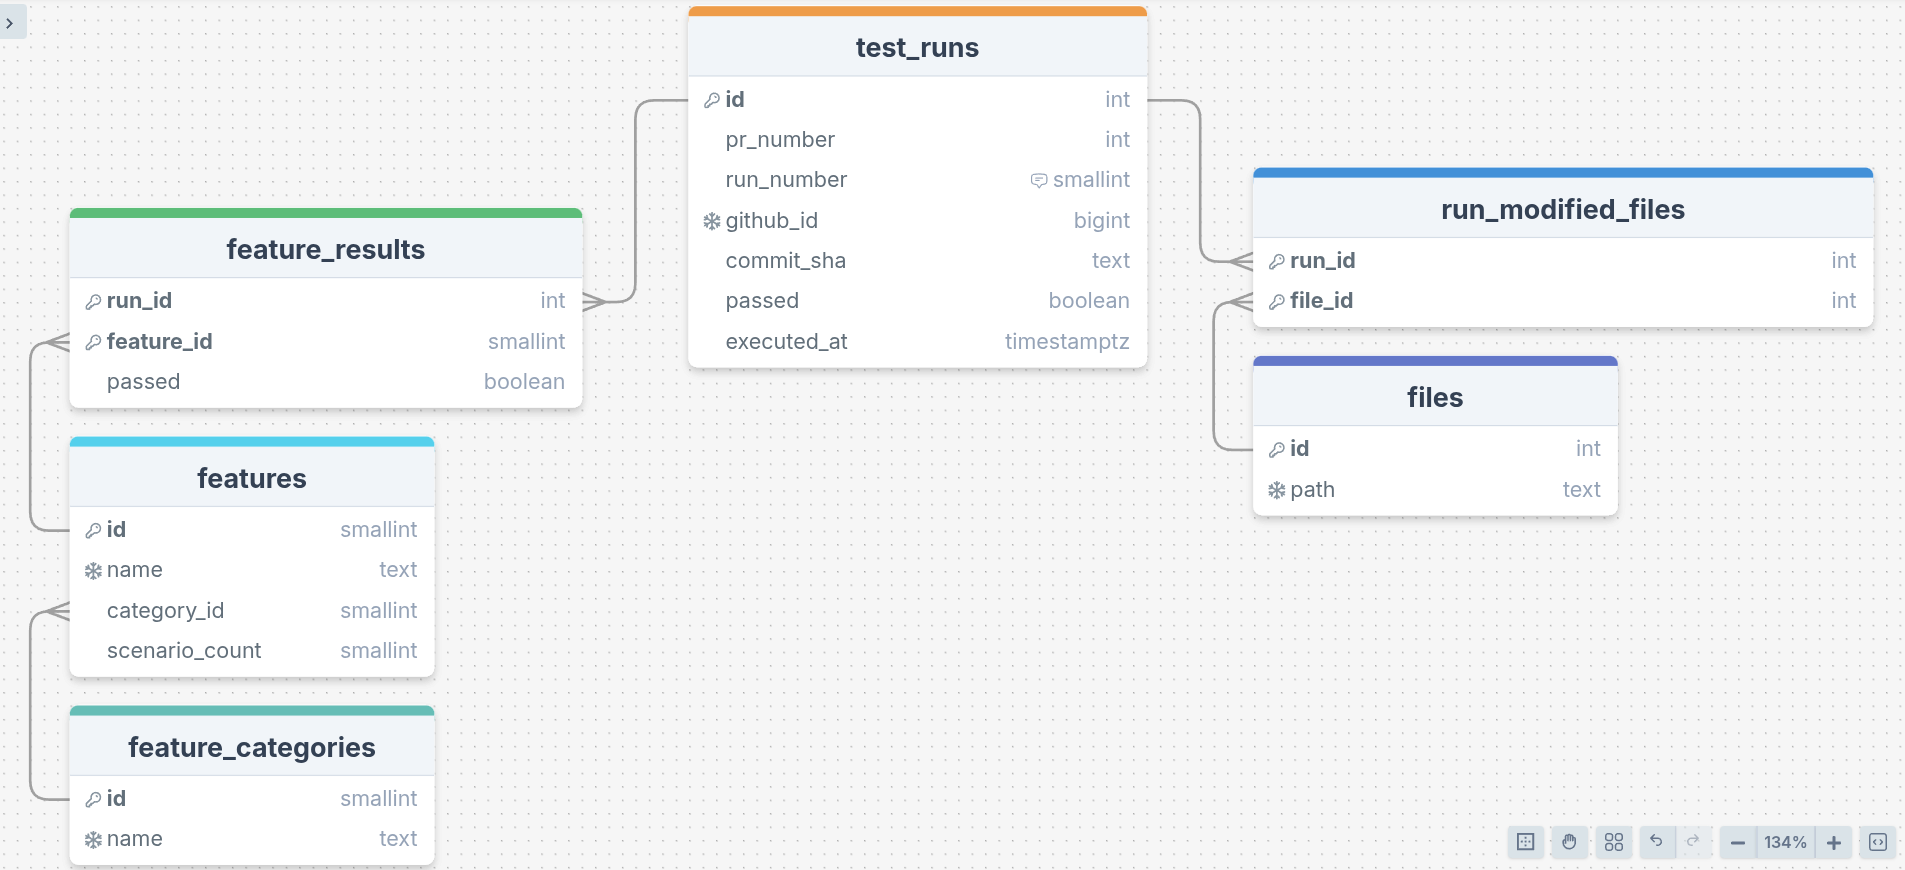 test_runs
id int
pr_number int
run_number smallint
github_id bigint
commit_sha text
passed boolean
executed_at timestamptz
feature_results
run_id int
feature_id smallint
passed boolean
features
id smallint
name text
category_id smallint
scenario_count smallint
feature_categories
id smallint
name text
run_modified_files
run_id int
file_id int
files
id int
path text
134%